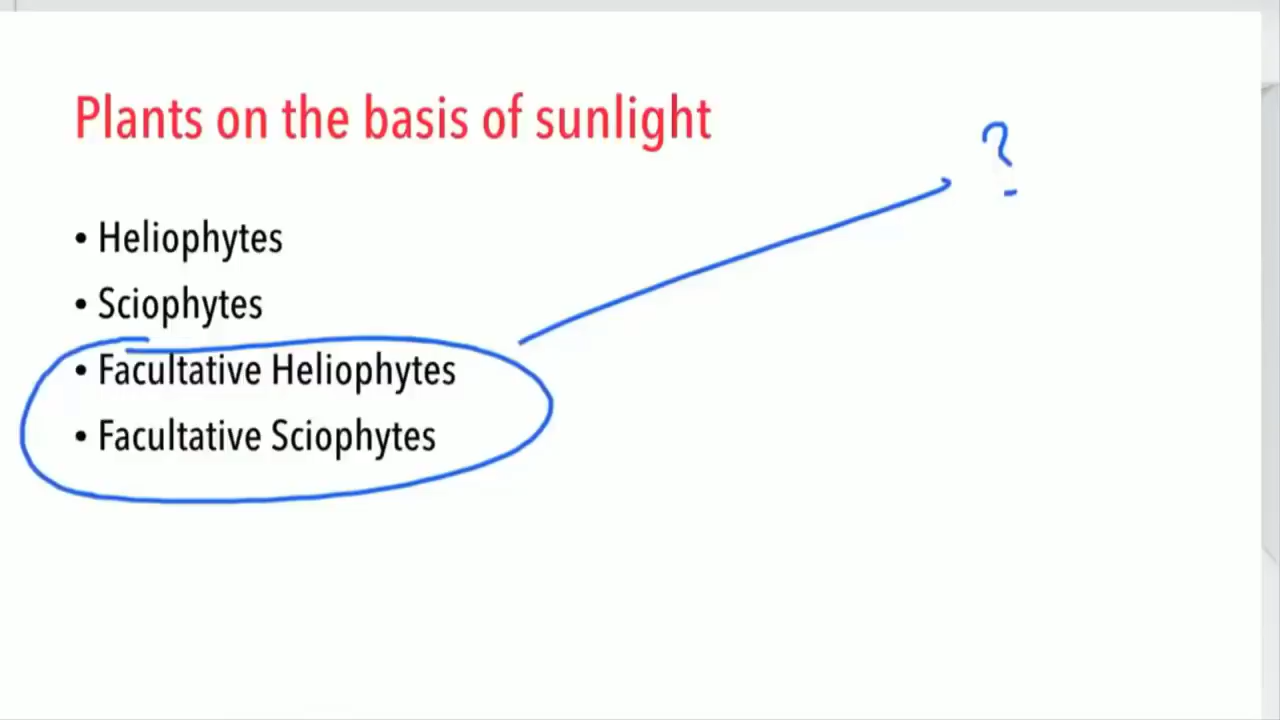 Plants on the basis of sunlight
?
• Heliophytes
• Sciophytes
• Facultative Heliophytes
• Facultative Sciophytes